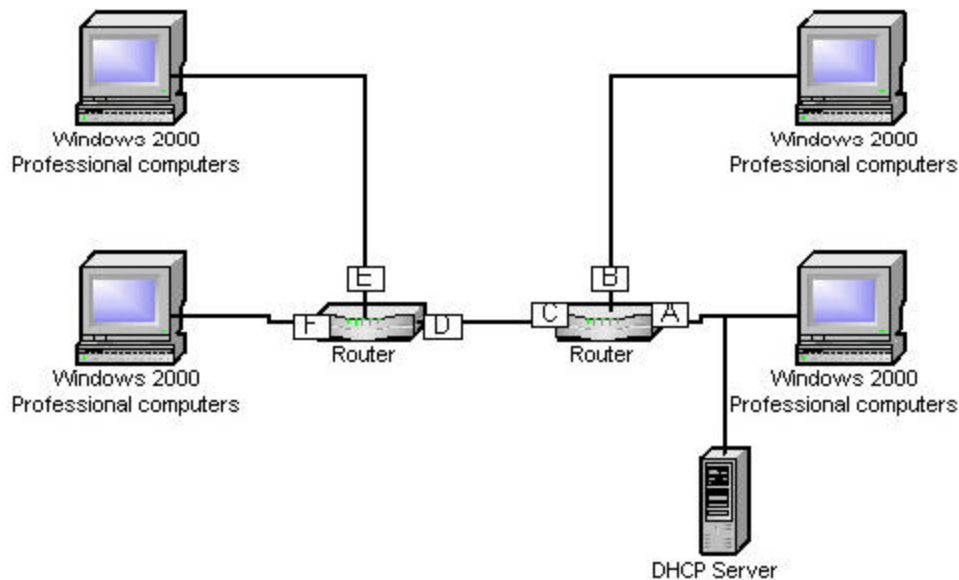 Windows 2000
Professional computers
Windows 2000
Professional computers
E
B
F
D
C
A
Router
Router
Windows 2000
Professional computers
Windows 2000
Professional computers
DHCP Server